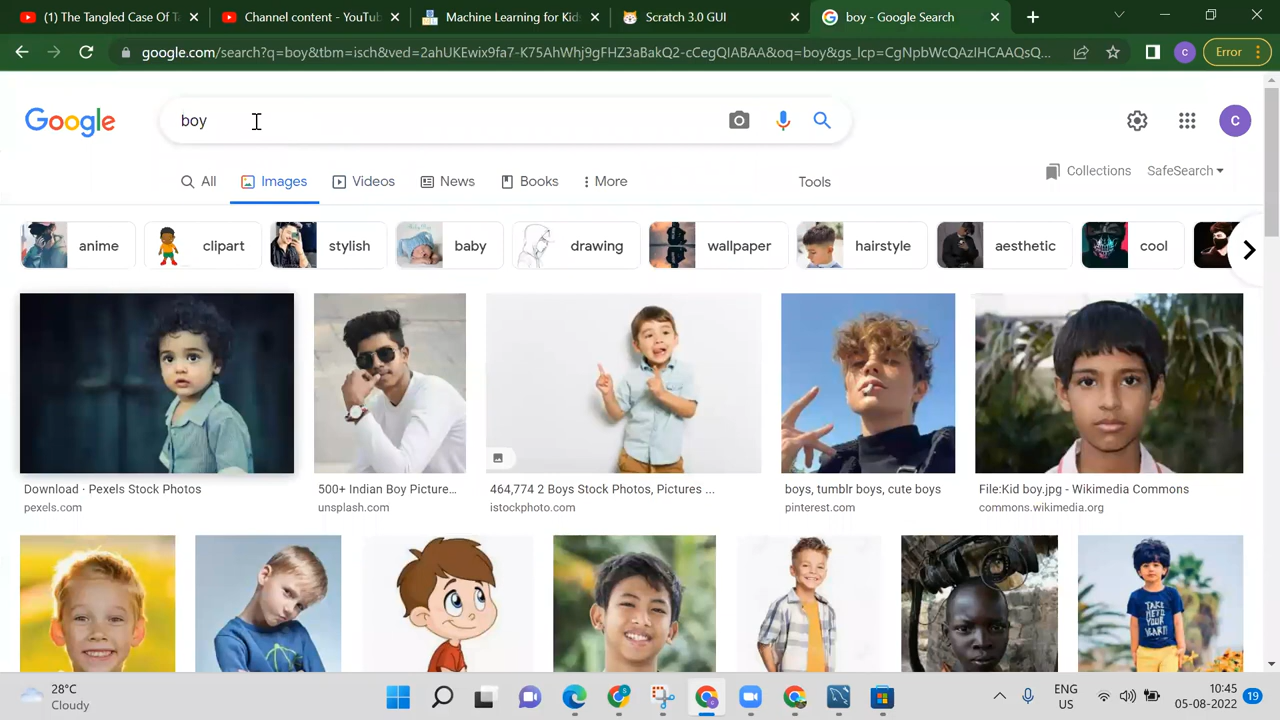 (1) The Tangled Case Of T
Channel content - YouTub
Machine Learning for Kid
Scratch 3.0 GUI
boy - Google Search
google.com/search?q=boy&tbm=isch&ved=2ahUKEwix9fa7-K75AhWhj9gFHZ3aBakQ2-cCegQIABAA&oq=boy&gs_lcp=CgNpbWcQAzIHCAAQsQ...
C
Error
Google
boy
C
All
Images
Videos
News
Books
More
Tools
Collections
SafeSearch
anime
clipart
stylish
baby
drawing
wallpaper
hairstyle
aesthetic
cool
Download · Pexels Stock Photos
pexels.com
500+ Indian Boy Picture...
unsplash.com
464,774 2 Boys Stock Photos, Pictures ...
istockphoto.com
boys, tumblr boys, cute boys
pinterest.com
File:Kid boy.jpg - Wikimedia Commons
commons.wikimedia.org
TAKE
NEED
YOUR
28°C
Cloudy
S
ENG
US
10:45
05-08-2022
19